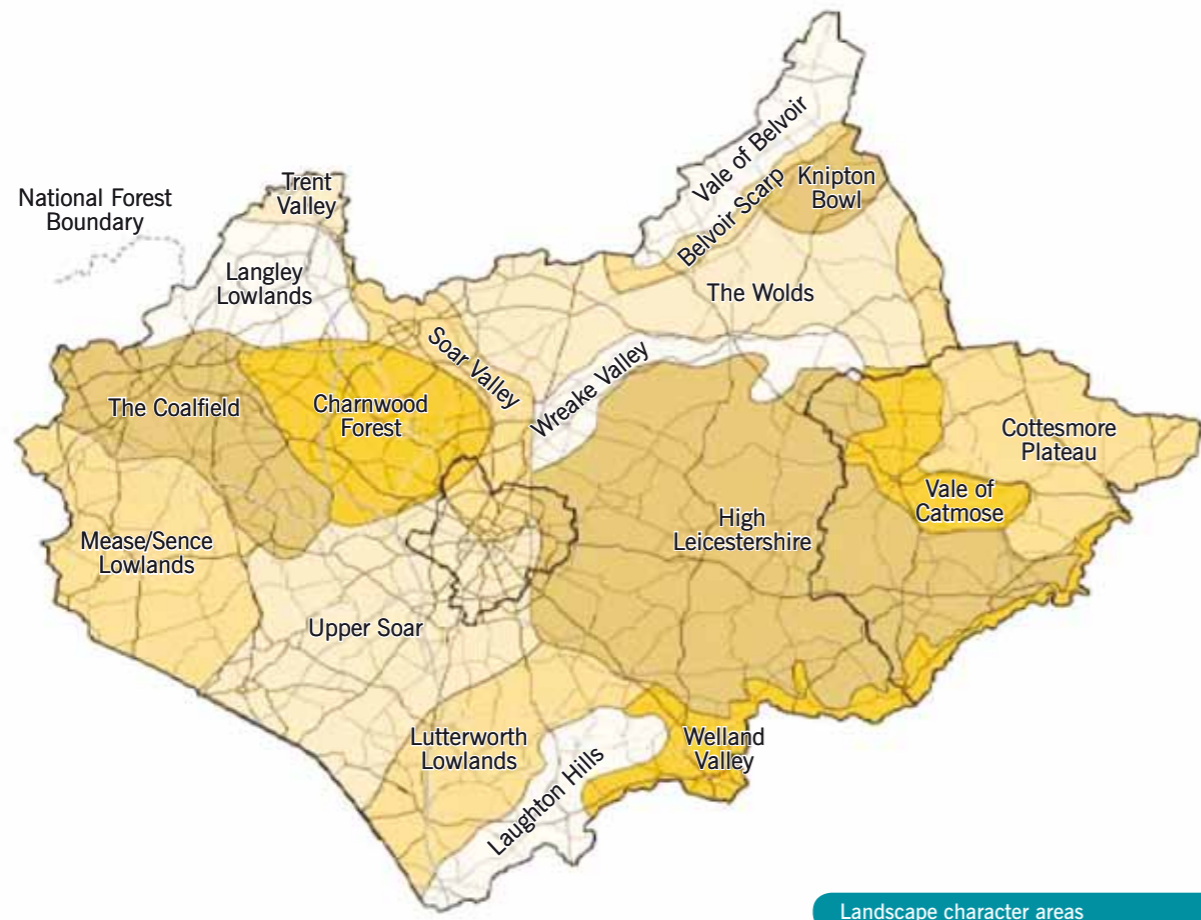 Vale of Belvoir
Trent
Valley
Knipton
Bowl
National Forest
Boundary
Belvoir Scarp
Langley
Lowlands
The Wolds
Soar Valley
Wreake Valley
The Coalfield
Charnwood
Forest
Cottesmore
Plateau
Vale of
Catmose
High
Leicestershire
Mease/Sence
Lowlands
Upper Soar
Lutterworth
Lowlands
Welland
Valley
Laughton Hills
Landscape character areas